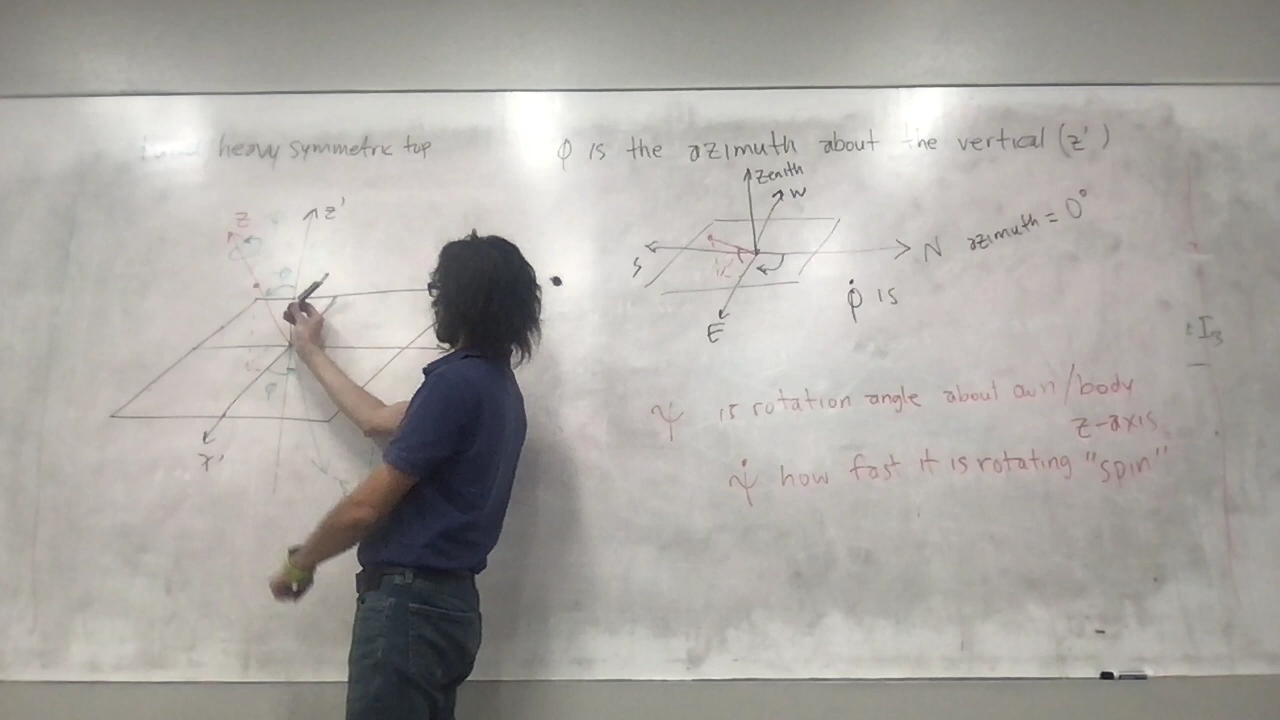 heavy symmetric top
ϕ is the azimuth about the vertical (z')
zenith
W
z
z'
N azimuth = 0°
S
ϕ̇ is
E
I₃
ψ is rotation angle about own/body
z-axis
x'
ψ̇ how fast it is rotating "spin"